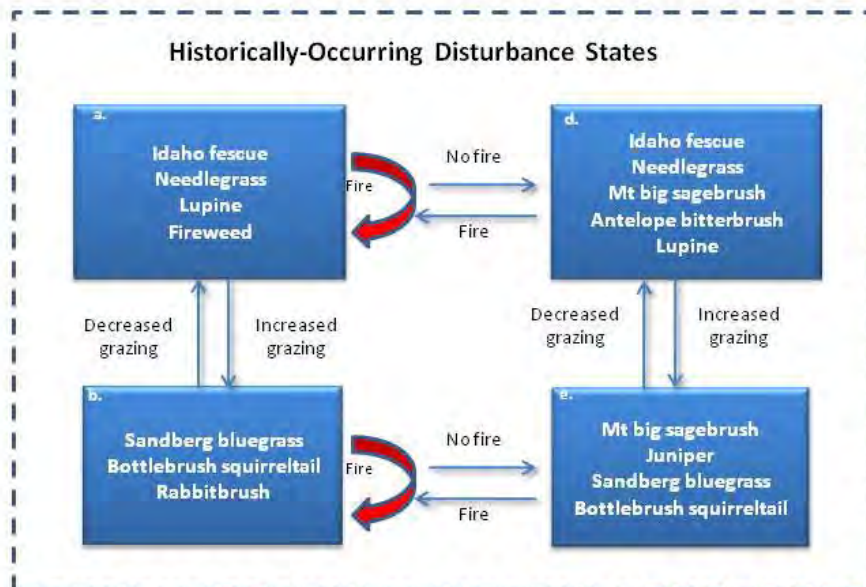 Historically-Occurring Disturbance States
a.
Idaho fescue
Needlegrass
Lupine
Fireweed
Fire
No fire
Fire
d.
Idaho fescue
Needlegrass
Mt big sagebrush
Antelope bitterbrush
Lupine
Decreased
grazing
Increased
grazing
Decreased
grazing
Increased
grazing
b.
Sandberg bluegrass
Bottlebrush squirreltail
Rabbitbrush
Fire
No fire
Fire
e.
Mt big sagebrush
Juniper
Sandberg bluegrass
Bottlebrush squirreltail